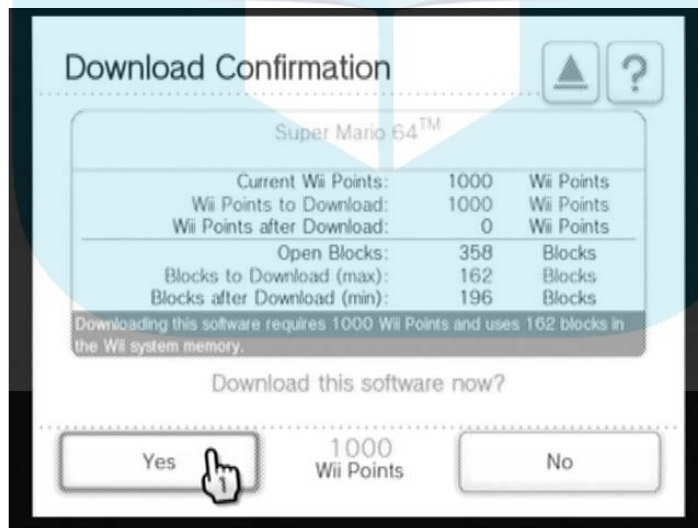 Download Confirmation
?
Super Mario 64™
Current Wii Points: 1000 Wii Points
Wii Points to Download: 1000 Wii Points
Wii Points after Download: 0 Wii Points
Open Blocks: 358 Blocks
Blocks to Download (max): 162 Blocks
Blocks after Download (min): 196 Blocks
Downloading this software requires 1000 Wii Points and uses 162 blocks in
the Wii system memory.
Download this software now?
Yes 1
1000
Wii Points
No